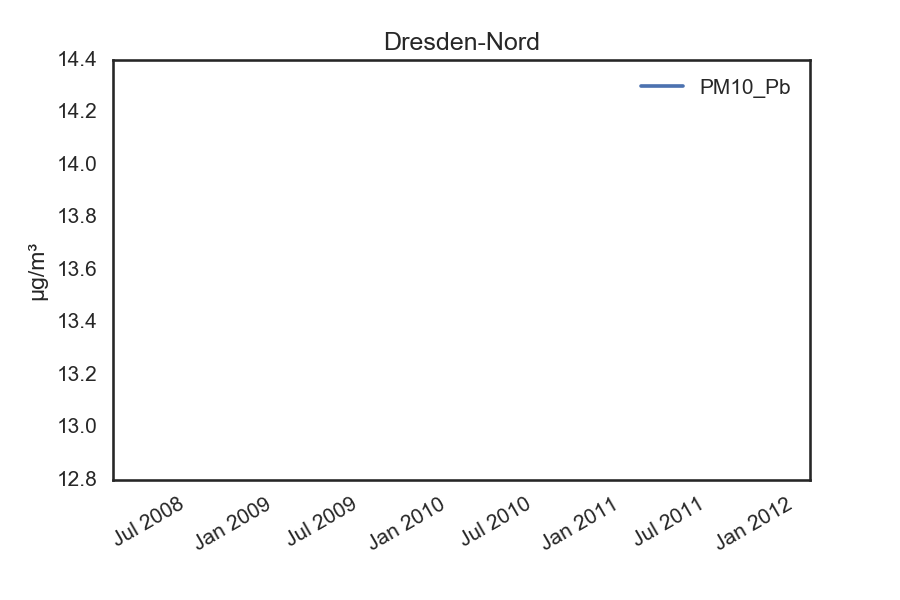 Dresden-Nord
14.4
14.2
14.0
13.8
13.6
13.4
13.2
13.0
12.8
µg/m³
PM10_Pb
Jul 2008
Jan 2009
Jul 2009
Jan 2010
Jul 2010
Jan 2011
Jul 2011
Jan 2012